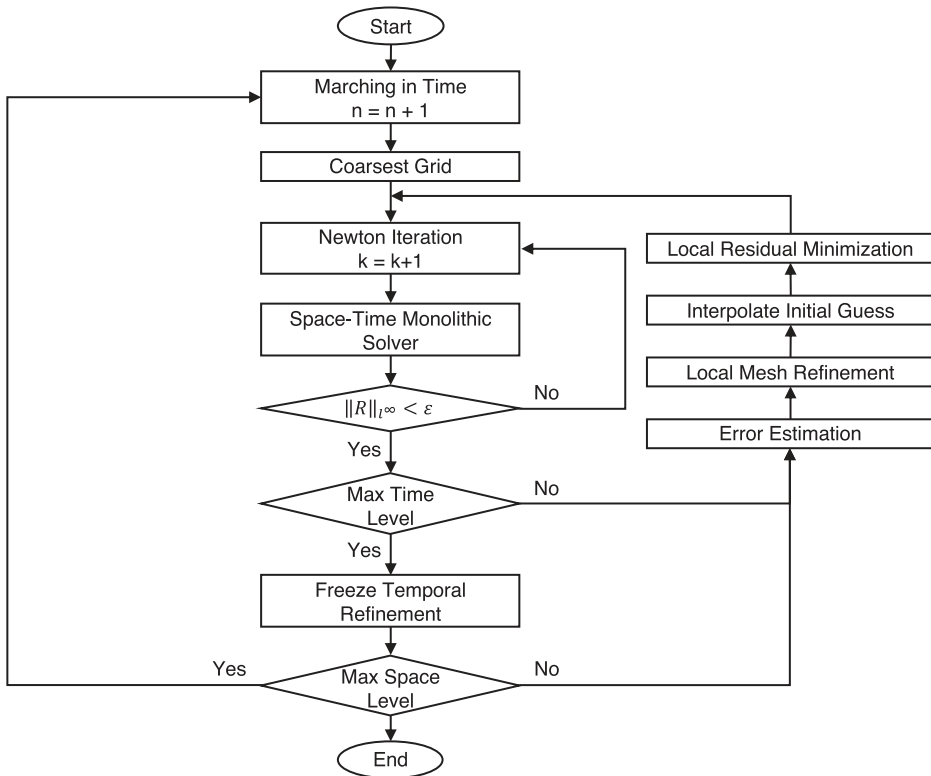 Start
Marching in Time
n = n + 1
Coarsest Grid
Newton Iteration
k = k+1
Space-Time Monolithic
Solver
‖R‖_{l^∞} < ε
No
Yes
Max Time
Level
No
Yes
Freeze Temporal
Refinement
Max Space
Level
Yes
No
End
Local Residual Minimization
Interpolate Initial Guess
Local Mesh Refinement
Error Estimation